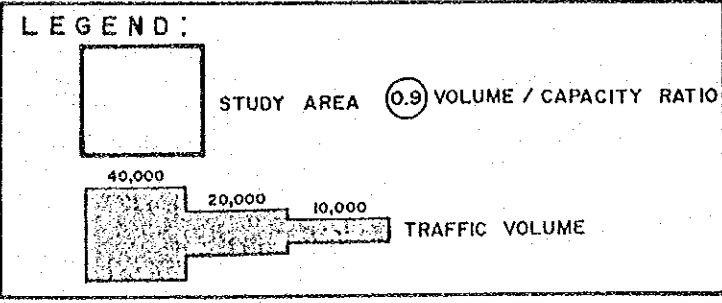 LEGEND:
STUDY AREA
0.9 VOLUME / CAPACITY RATIO
40,000
20,000
10,000
TRAFFIC VOLUME